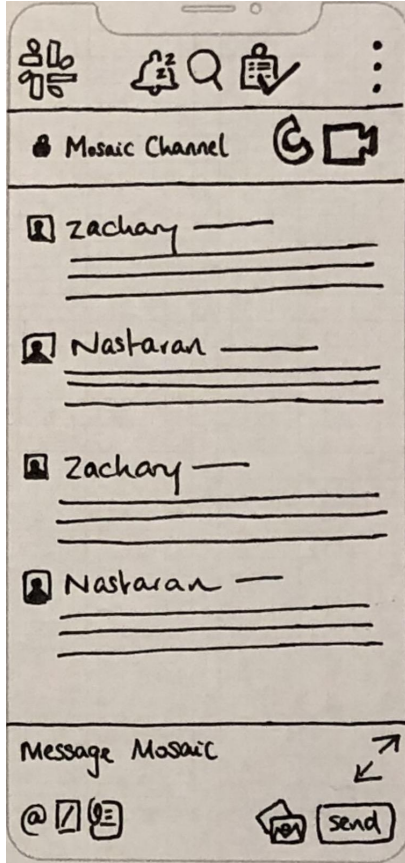 z z
z
Mosaic Channel
Zachary
Nastaran
Zachary
Nastaran
Message Mosaic
@ / send